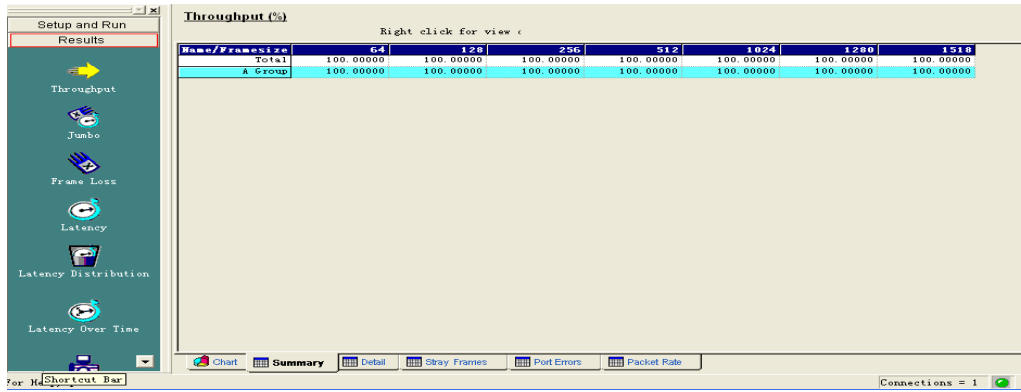 Setup and Run
Results
Throughput
Jumbo
Frame Loss
Latency
Latency Distribution
Latency Over Time
Throughput (%)
Right click for view
Name/Framesize 64 128 256 512 1024 1280 1518
Total 100.00000 100.00000 100.00000 100.00000 100.00000 100.00000 100.00000
A Group 100.00000 100.00000 100.00000 100.00000 100.00000 100.00000 100.00000
Chart Summary Detail Stray Frames Port Errors Packet Rate
For He
Shortcut Bar
Connections = 1